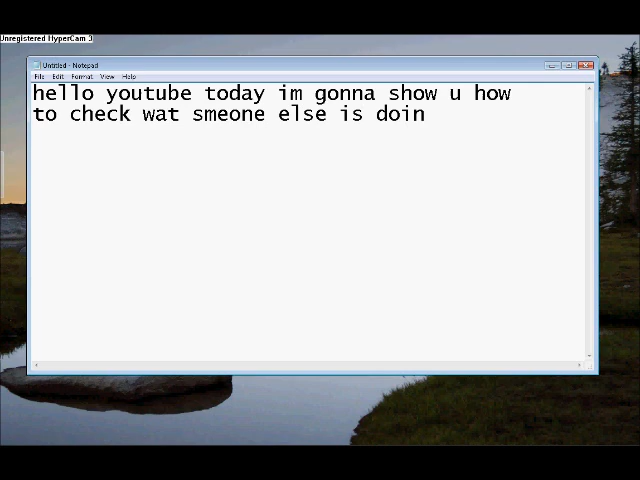 Unregistered HyperCam 3
Untitled - Notepad
File Edit Format View Help
hello youtube today im gonna show u how
to check wat smeone else is doin